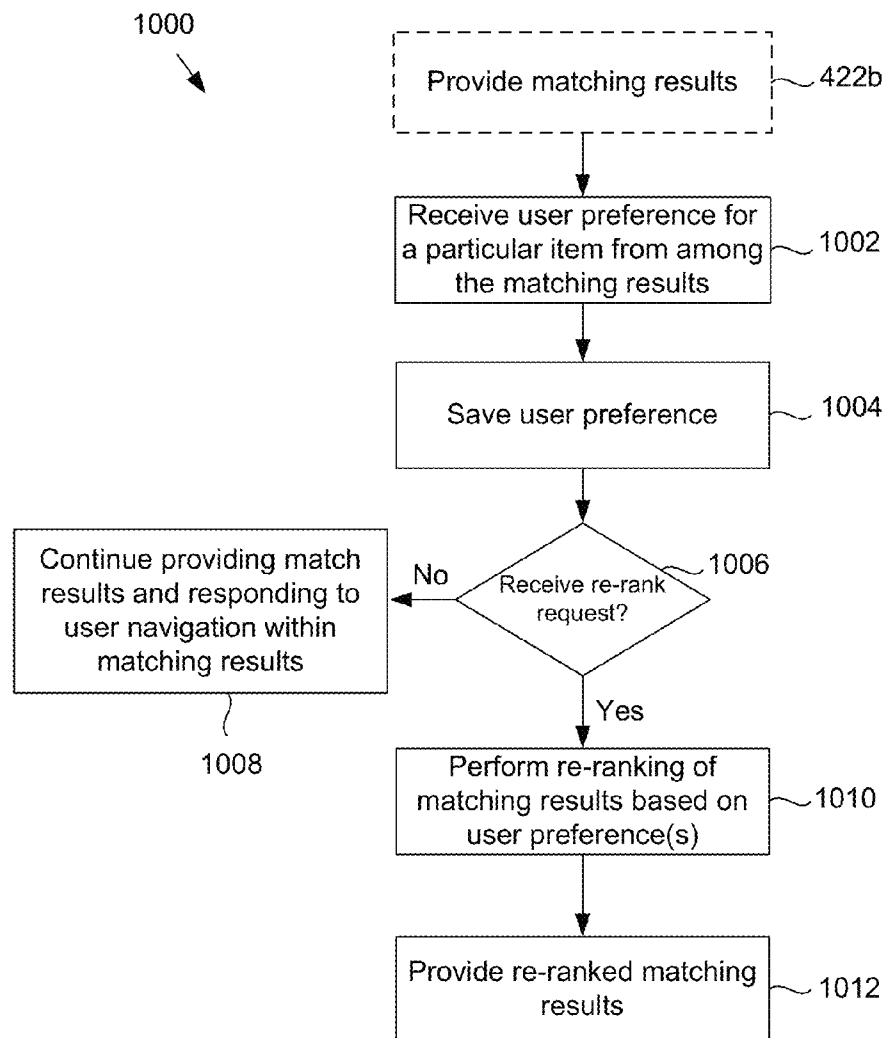 1000
Provide matching results
422b
Receive user preference for
a particular item from among
the matching results
1002
Save user preference
1004
Receive re-rank
request?
1006
No
Continue providing match
results and responding to
user navigation within
matching results
1008
Yes
Perform re-ranking of
matching results based on
user preference(s)
1010
Provide re-ranked matching
results
1012